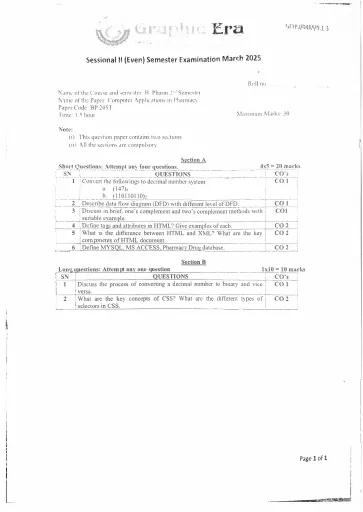 Graphic Era
Sessional II (Even) Semester Examination March 2025
Roll no
Name of the Course and semester: B. Pharm 2nd Semester
Name of the Paper: Computer Applications in Pharmacy
Paper Code: BP 205T
Time: 1.5 hour Maximum Marks: 30
Note:
(i) This question paper contains two sections
(ii) All the sections are compulsory
Section A
Short Questions: Attempt any four questions. 4x5 = 20 marks
SN QUESTIONS CO's
1 Convert the followings to decimal number system: CO 1
a. (147)
b. (110110110)2
2 Describe data flow diagram (DFD) with different level of DFD. CO 1
3 Discuss in brief, one's complement and two's complement methods with CO1
suitable example.
4 Define tags and attributes in HTML? Give examples of each. CO 2
5 What is the difference between HTML and XML? What are the key CO 2
components of HTML document.
6 Define MYSQL, MS ACCESS, Pharmacy Drug database. CO 2
Section B
Long questions: Attempt any one question 1x10 = 10 marks
SN QUESTIONS CO's
1 Discuss the process of converting a decimal number to binary and vice CO 1
versa.
2 What are the key concepts of CSS? What are the different types of CO 2
selectors in CSS.
Page 1 of 1